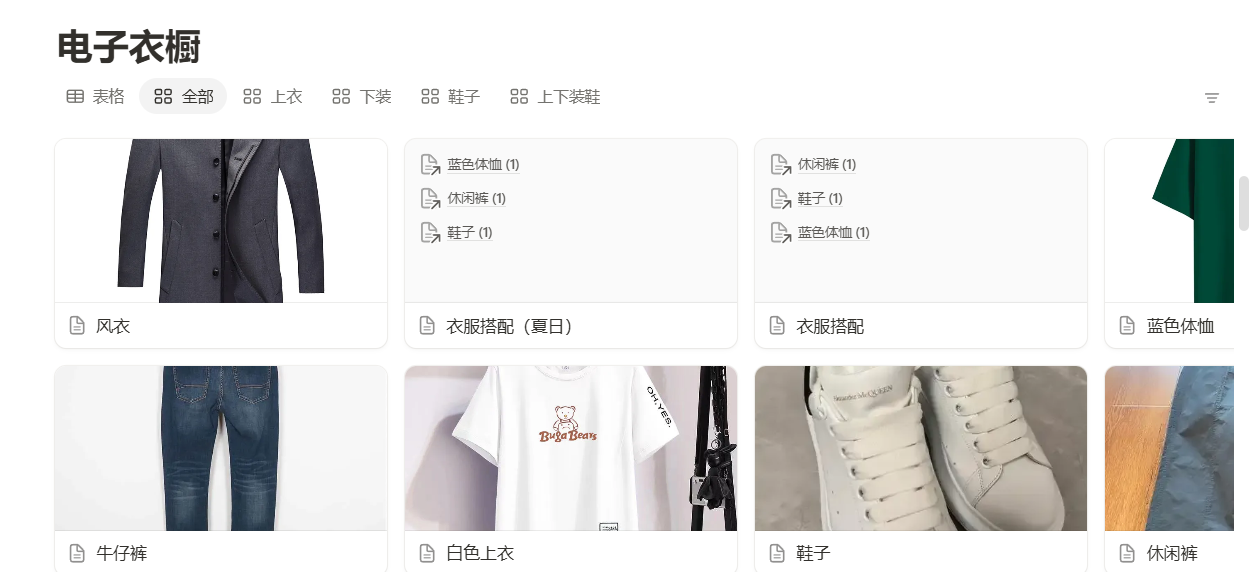 电子衣橱
表格 全部 上衣 下装 鞋子 上下装鞋
蓝色体恤 (1)
休闲裤 (1)
鞋子 (1)
休闲裤 (1)
鞋子 (1)
蓝色体恤 (1)
风衣
衣服搭配（夏日）
衣服搭配
蓝色体恤
OH.YES.
Buga Bears
Alexander McQUEEN
牛仔裤
白色上衣
鞋子
休闲裤